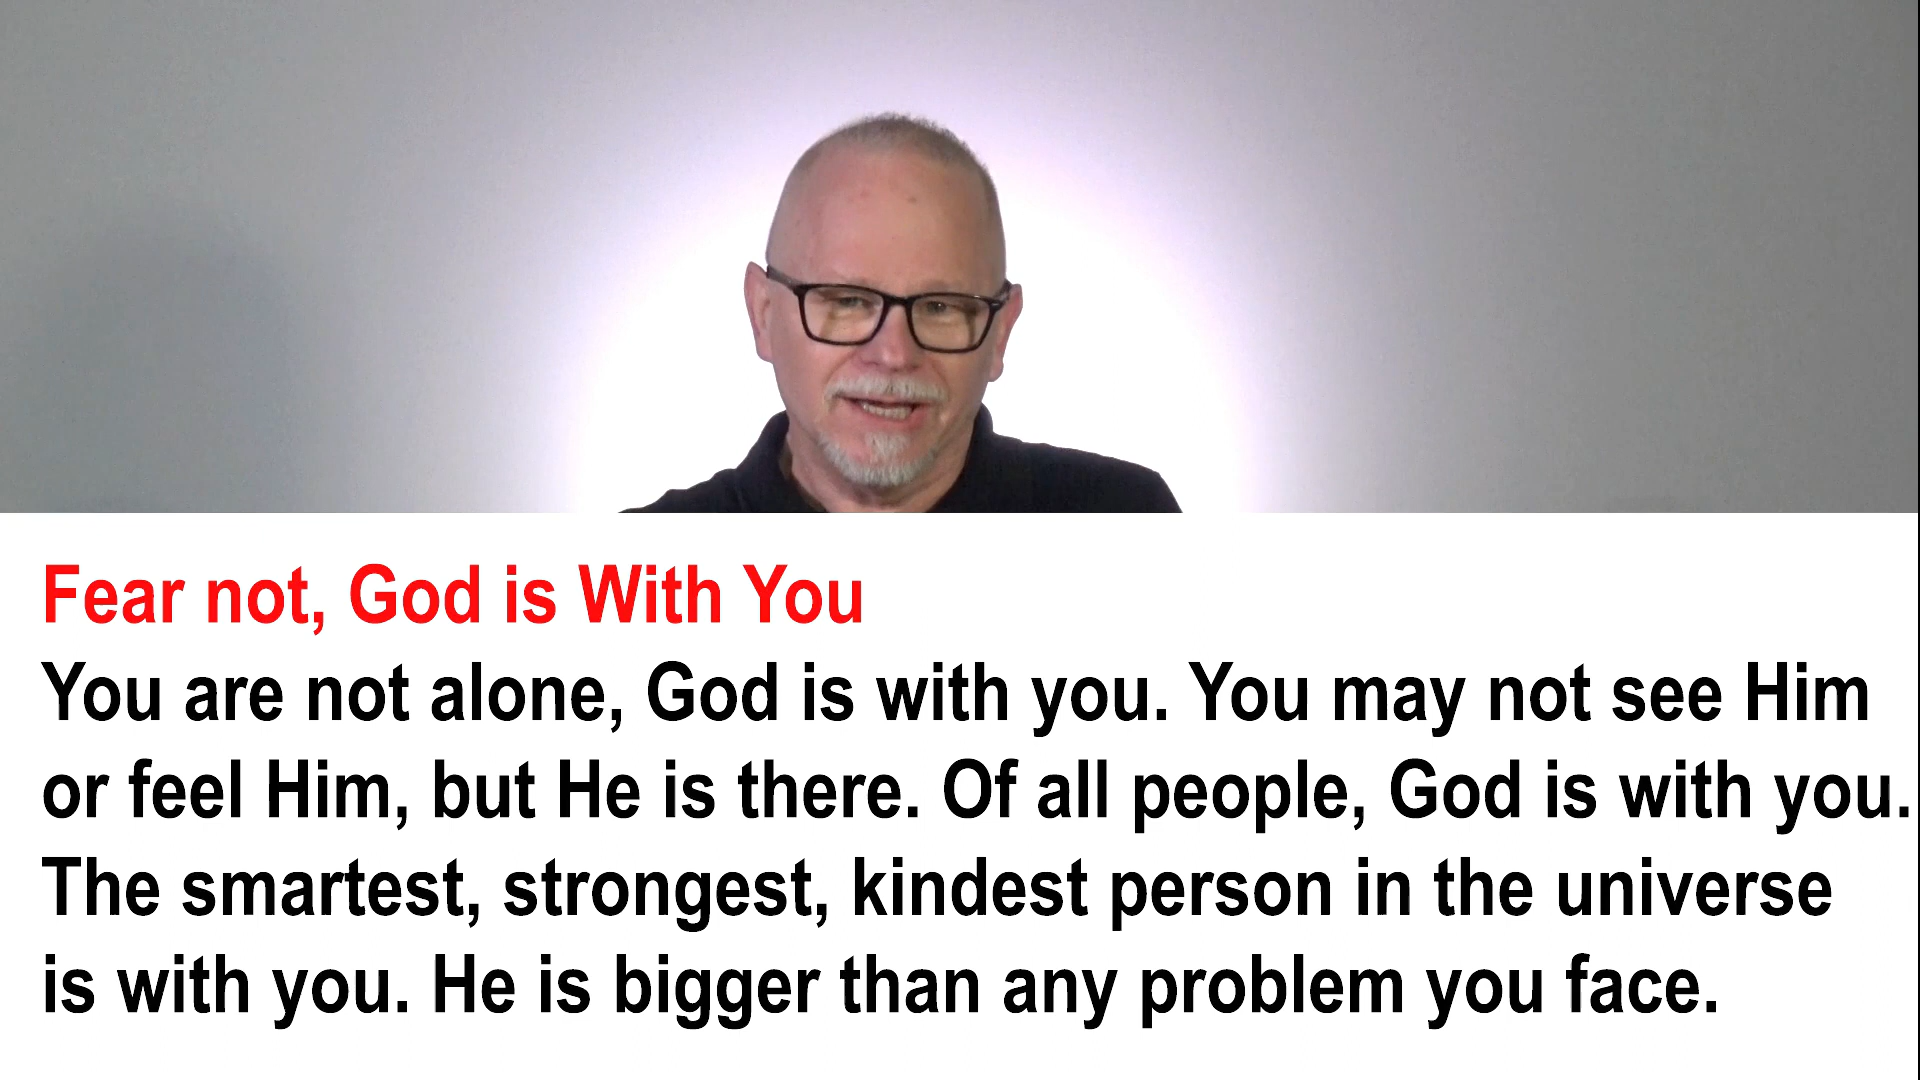 Fear not, God is With You
You are not alone, God is with you. You may not see Him
or feel Him, but He is there. Of all people, God is with you.
The smartest, strongest, kindest person in the universe
is with you. He is bigger than any problem you face.